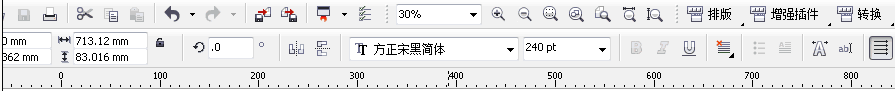 30% 排版 增强插件 转换
0 mm 713.12 mm
362 mm 83.016 mm .0 ° 方正宋黑简体 240 pt B I U A ab
0 100 200 300 400 500 600 700 800